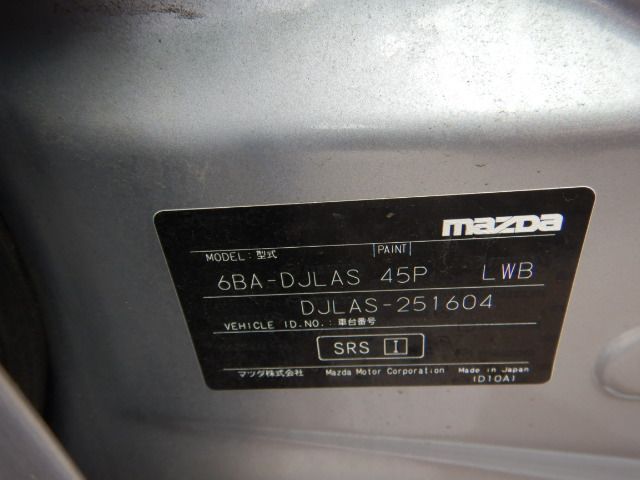 mazda
MODEL:型式 PAINT
6BA-DJLAS 45P LWB
DJLAS-251604
VEHICLE ID.NO.:車台番号
SRS I
マツダ株式会社 Mazda Motor Corporation Made in Japan
(D10A)